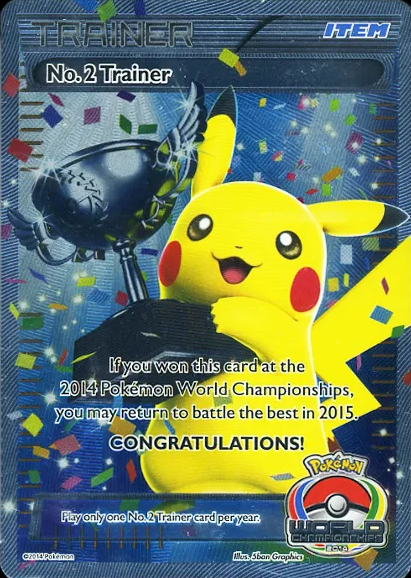 TRAINER
ITEM
No. 2 Trainer
If you won this card at the
2014 Pokémon World Championships,
you may return to battle the best in 2015.
CONGRATULATIONS!
Pokémon
WORLD
CHAMPIONSHIPS
2014
Play only one No. 2 Trainer card per year.
©2014 Pokémon
Illus. 5ban Graphics